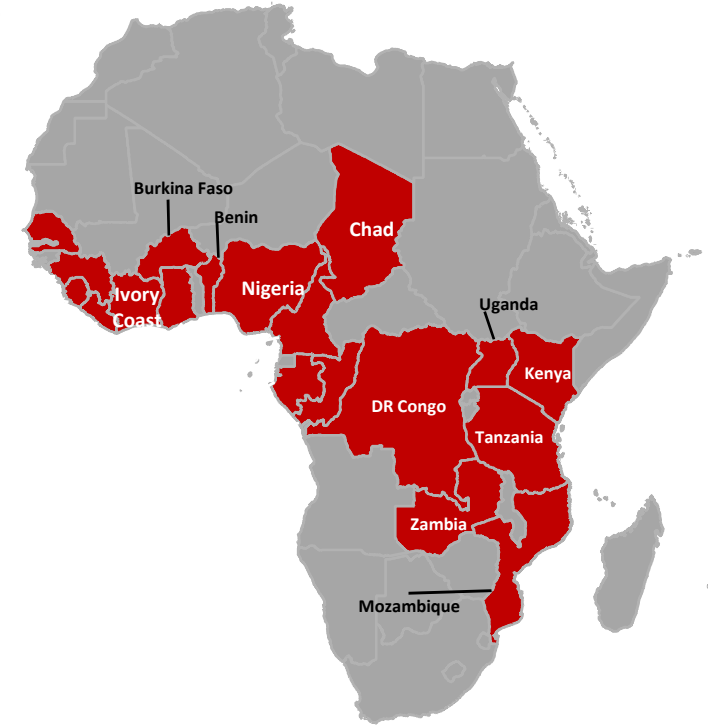 Burkina Faso
Benin
Chad
Nigeria
Ivory
Coast
Uganda
Kenya
DR Congo
Tanzania
Zambia
Mozambique